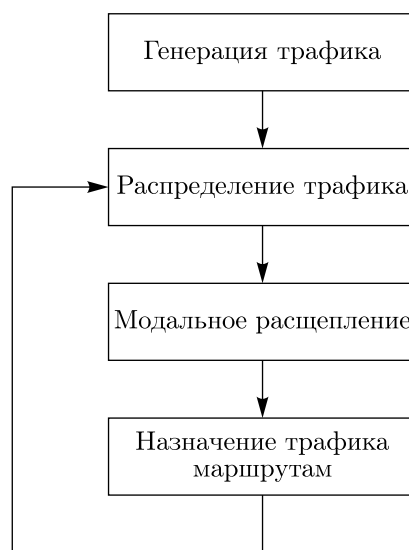 Генерация трафика
Распределение трафика
Модальное расщепление
Назначение трафика
маршрутам